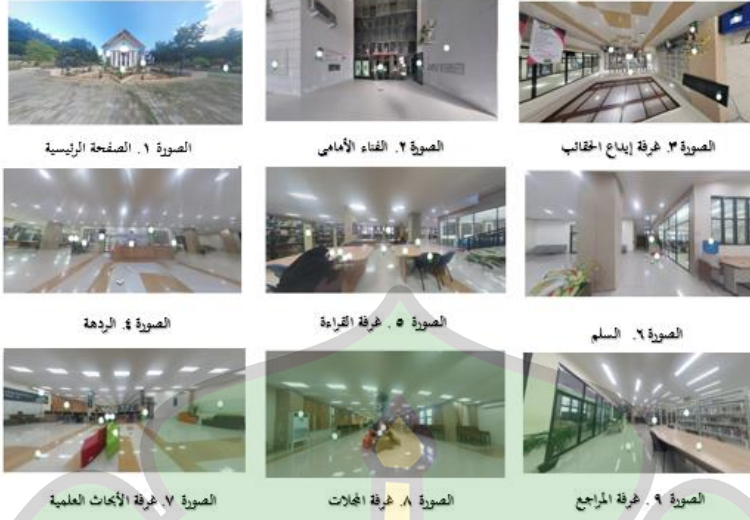 الصورة ٣. غرفة إيداع الحقائب
الصورة ٢. الفناء الأمامى
الصورة ١. الصفحة الرئيسية
الصورة ٦. السلم
الصورة ٥. غرفة القراءة
الصورة ٤. الردهة
الصورة ٩. غرفة المراجع
الصورة ٨. غرفة المجلات
الصورة ٧. غرفة الأبحاث العلمية